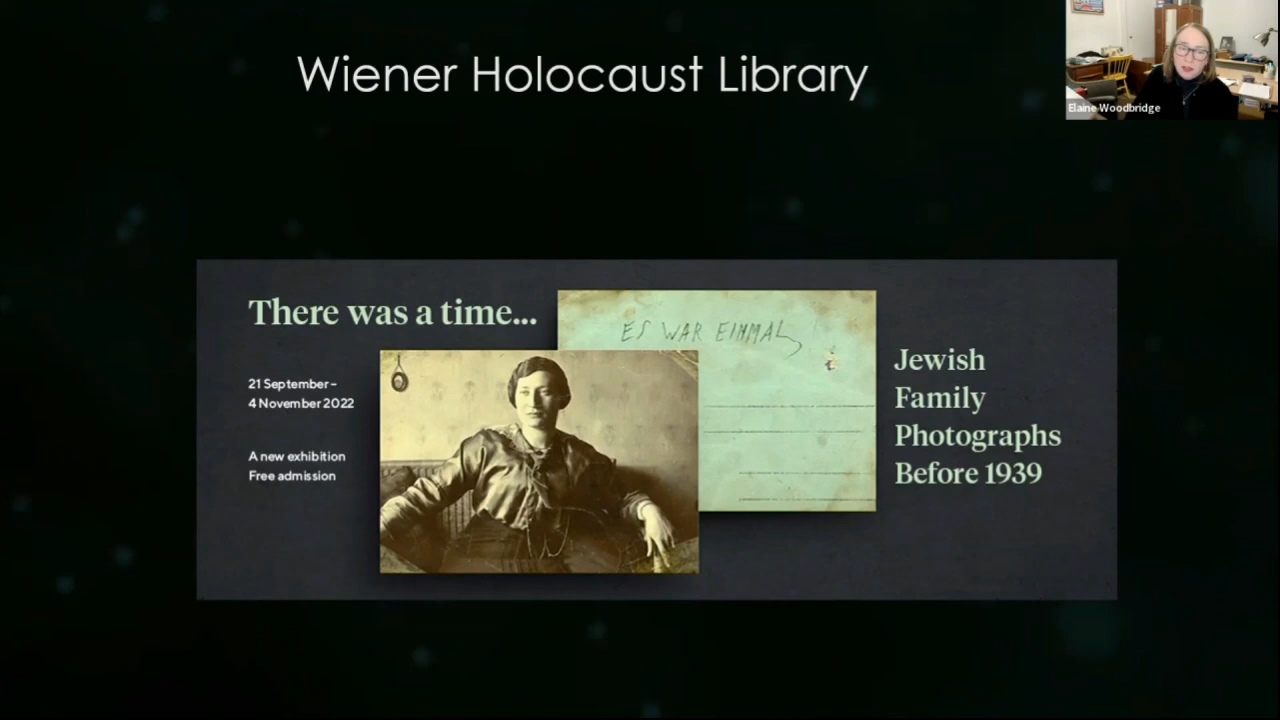 Wiener Holocaust Library
Elaine Woodbridge
There was a time...
ES WAR EINMAL
21 September –
4 November 2022
A new exhibition
Free admission
Jewish
Family
Photographs
Before 1939